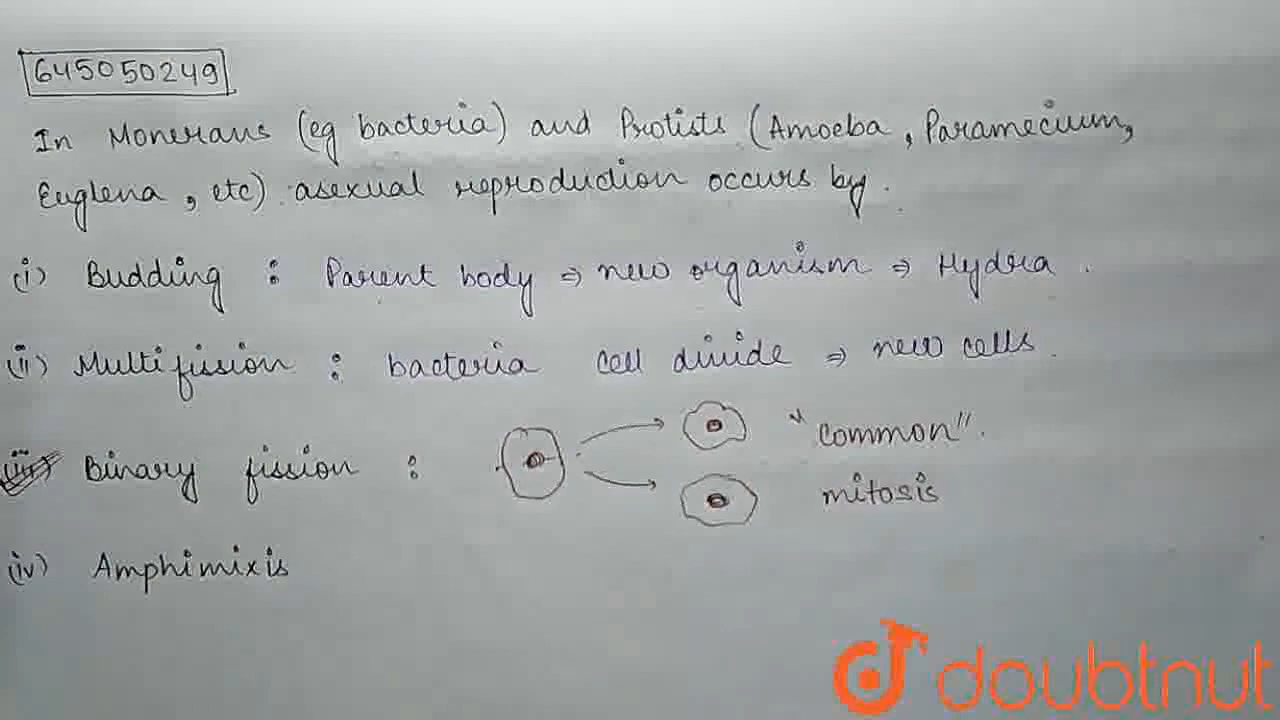 645050249
In Monerans (eg bacteria) and Protists (Amoeba, Paramecium,
Euglena, etc) asexual reproduction occurs by.
(i) Budding : Parent body ⇒ new organism ⇒ Hydra.
(ii) Multifission : bacteria cell divide ⇒ new cells.
(iii) Binary fission : "common".
mitosis
(iv) Amphimixis
doubtnut